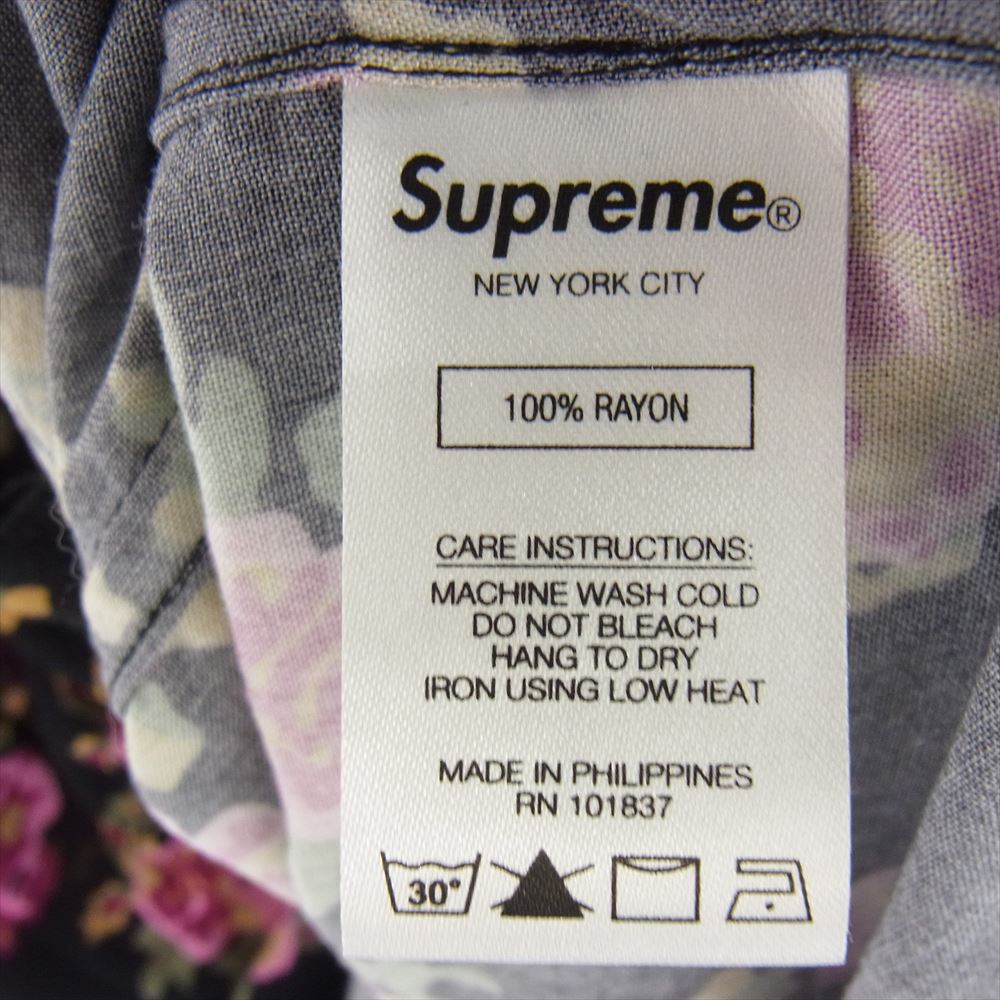 Supreme®
NEW YORK CITY
100% RAYON
CARE INSTRUCTIONS:
MACHINE WASH COLD
DO NOT BLEACH
HANG TO DRY
IRON USING LOW HEAT
MADE IN PHILIPPINES
RN 101837
30°